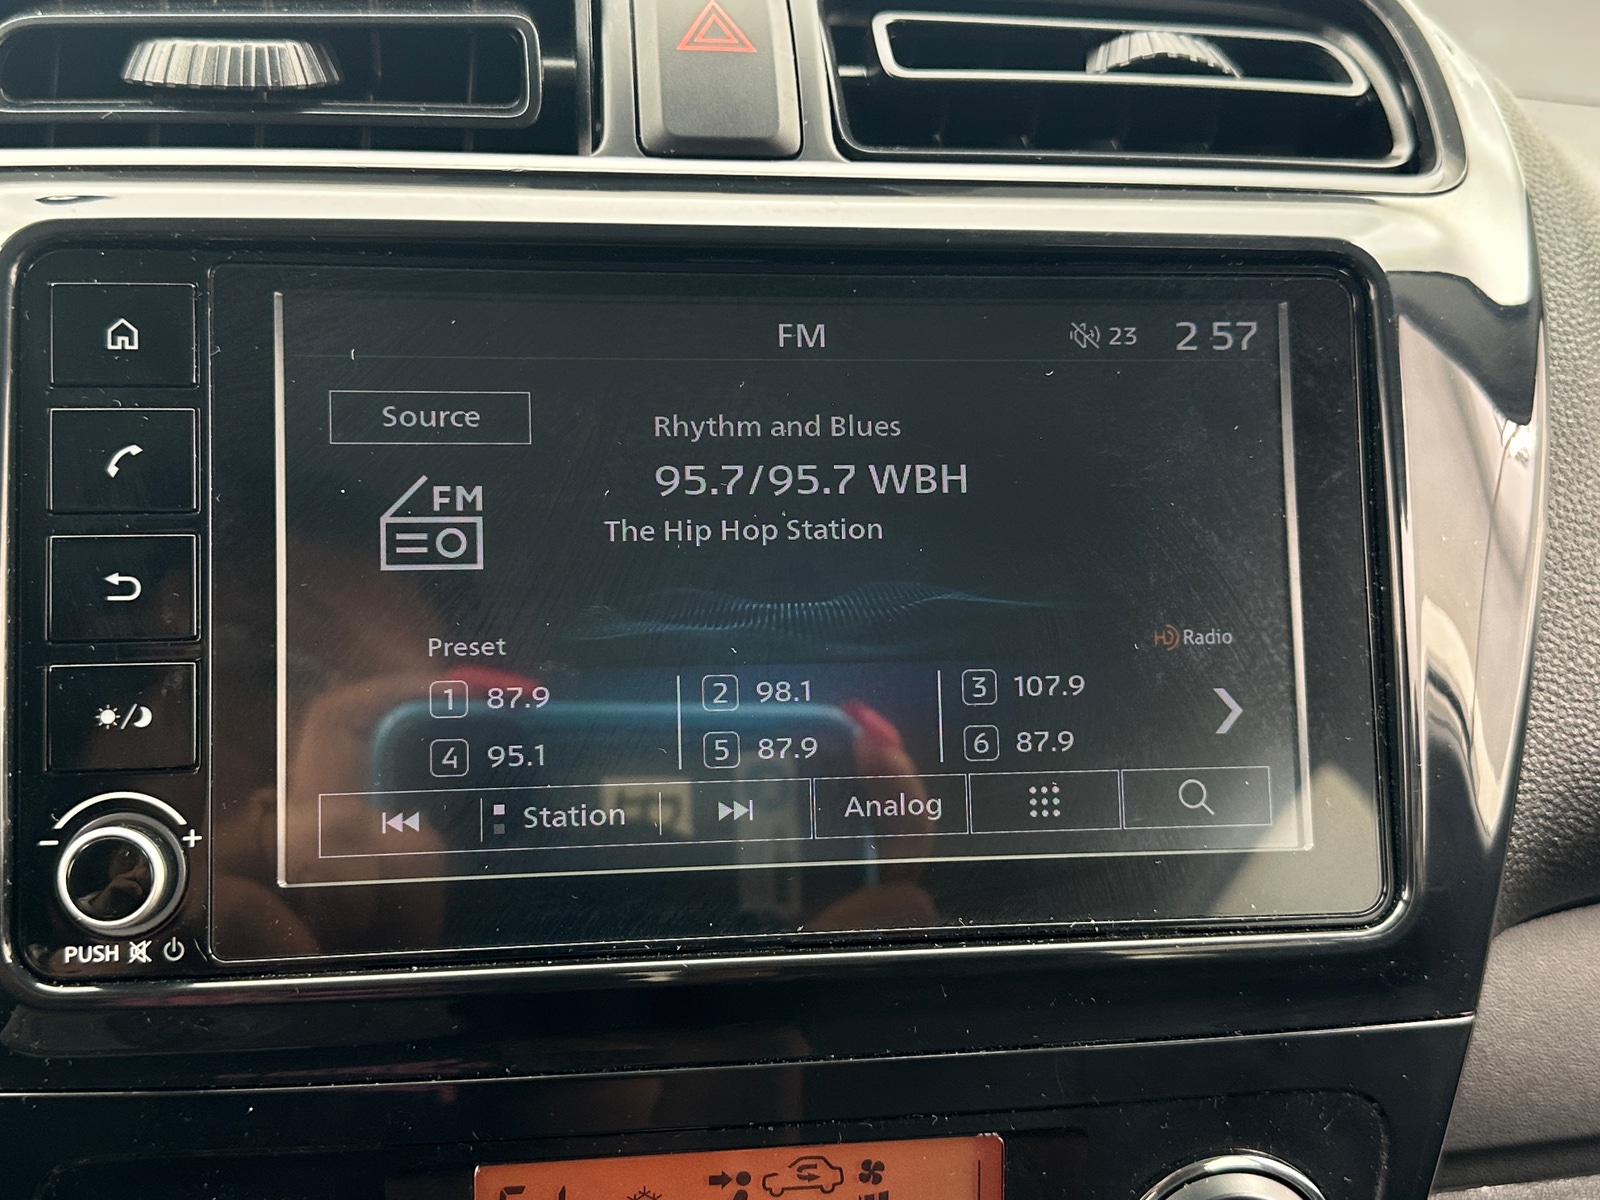 FM 23 2 57
Source
Rhythm and Blues
FM
95.7/95.7 WBH
The Hip Hop Station
HD Radio
Preset
1 87.9 2 98.1 3 107.9
4 95.1 5 87.9 6 87.9
Station Analog
- +
PUSH